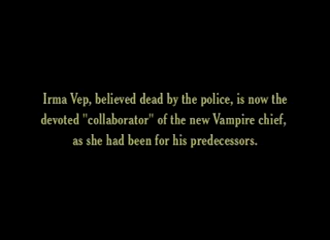 Irma Vep, believed dead by the police, is now the
devoted "collaborator" of the new Vampire chief,
as she had been for his predecessors.